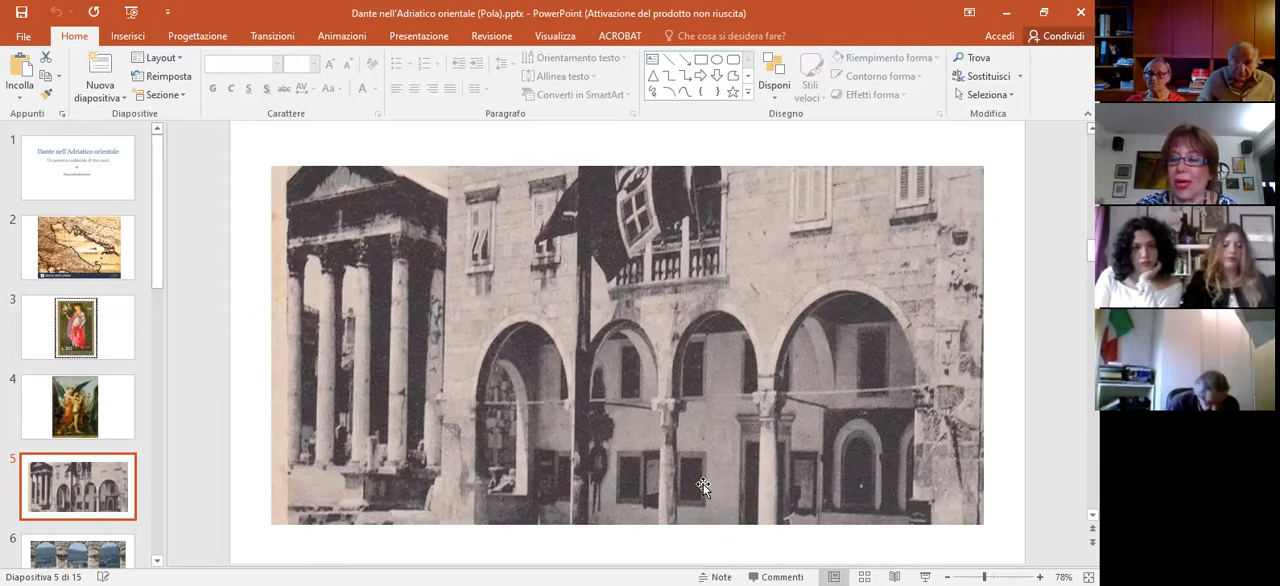 Dante nell'Adriatico orientale (Pola).pptx - PowerPoint (Attivazione del prodotto non riuscita)
File Home Inserisci Progettazione Transizioni Animazioni Presentazione Revisione Visualizza ACROBAT Che cosa si desidera fare? Accedi Condividi
Incolla
Nuova diapositiva
Layout
Reimposta
Sezione
G C S S abc AV Aa A
Orientamento testo
Allinea testo
Converti in SmartArt
Disponi
Stili veloci
Riempimento forma
Contorno forma
Effetti forma
Trova
Sostituisci
Seleziona
Appunti Diapositive Carattere Paragrafo Disegno Modifica
1
Dante nell'Adriatico orientale
2
3
4
5
6
Diapositiva 5 di 15 Note Commenti 78%